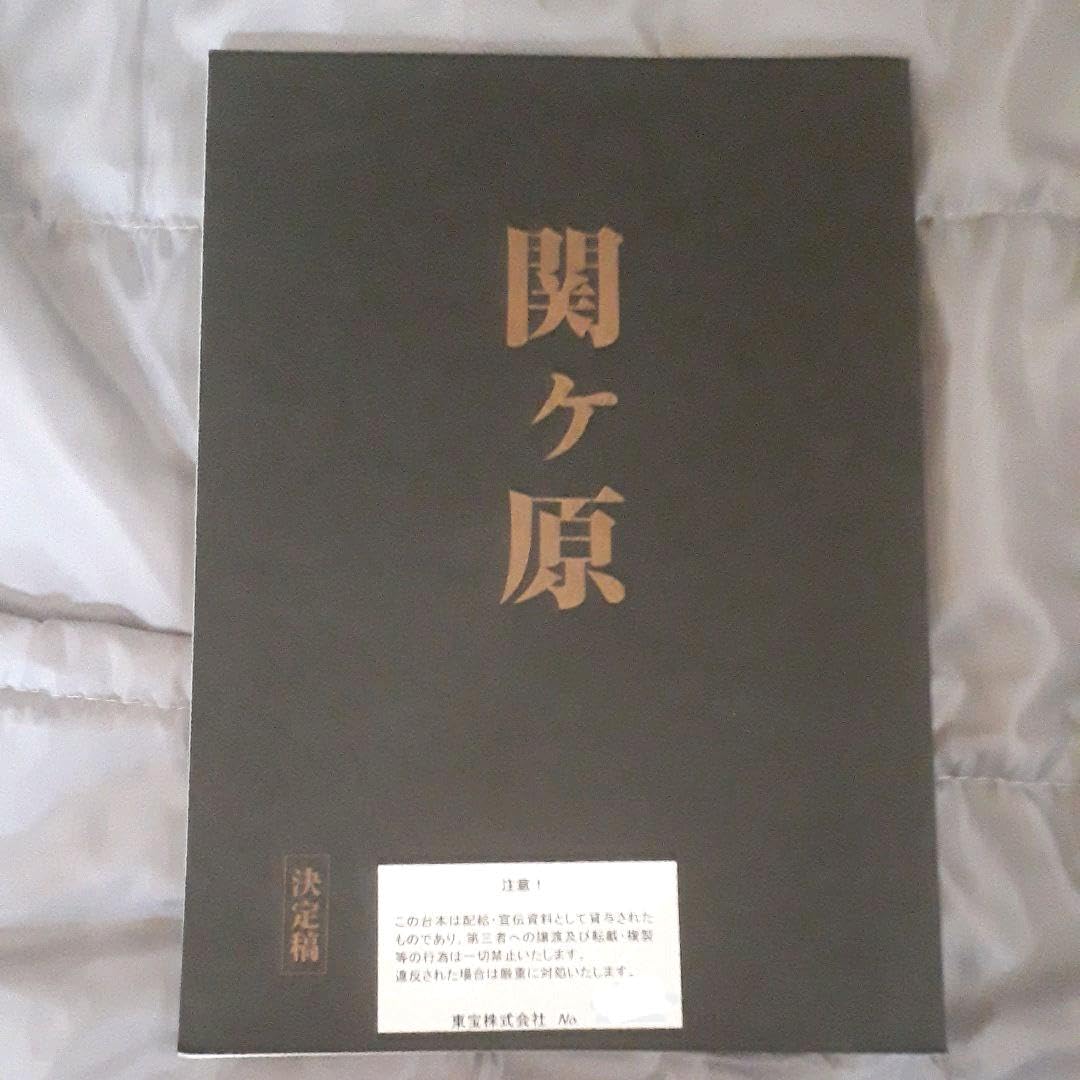 関ヶ原
決定稿
注意！
この台本は配給・宣伝資料として貸与された
ものであり、第三者への譲渡及び転載・複製
等の行為は一切禁止いたします。
違反された場合は厳重に対処いたします。
東宝株式会社 No